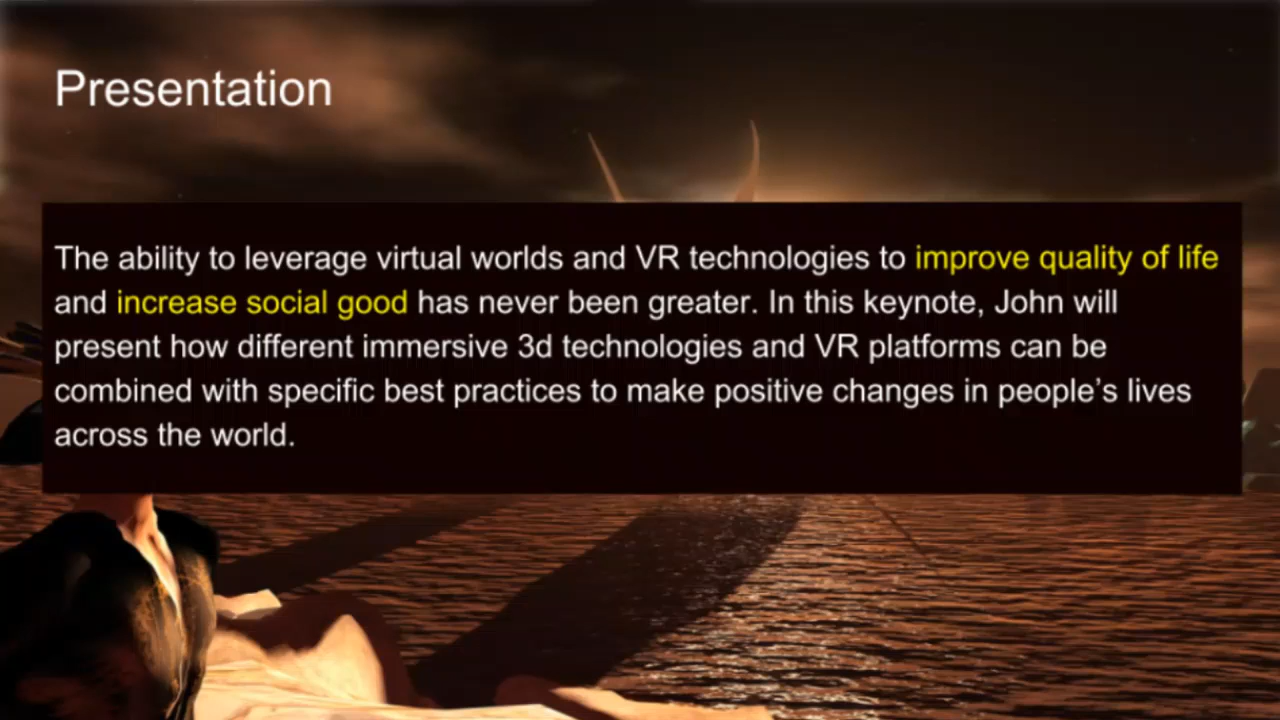 Presentation
The ability to leverage virtual worlds and VR technologies to improve quality of life
and increase social good has never been greater. In this keynote, John will
present how different immersive 3d technologies and VR platforms can be
combined with specific best practices to make positive changes in people’s lives
across the world.